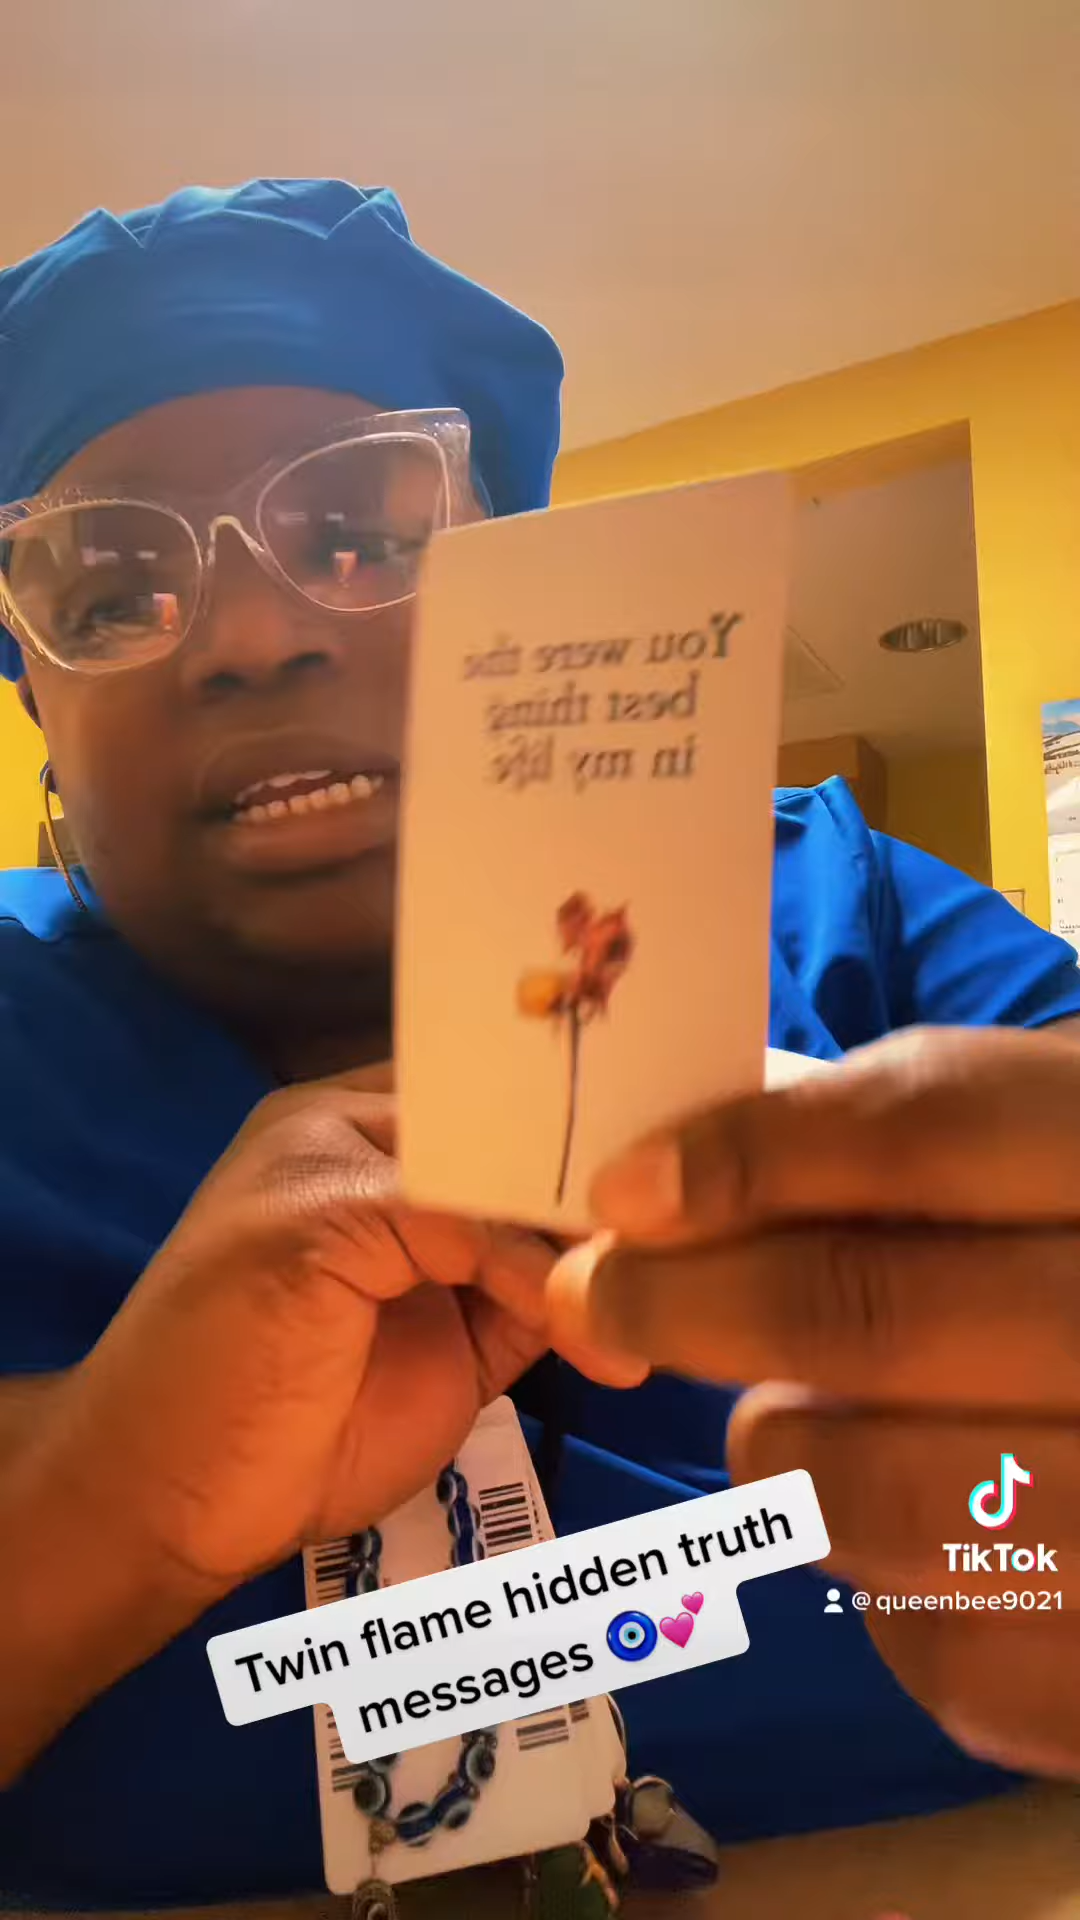 You were the
best thing
in my life
Twin flame hidden truth
messages 🧿💕
TikTok
@queenbee9021